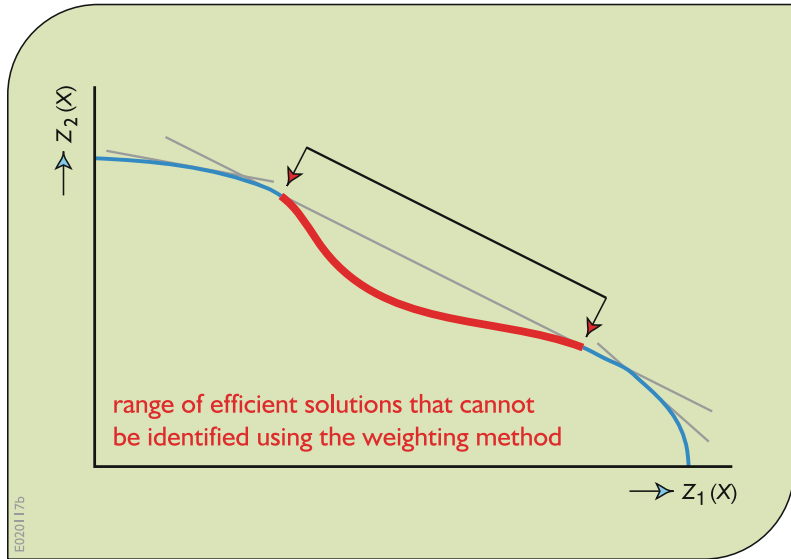 Z₂ (X)
range of efficient solutions that cannot
be identified using the weighting method
Z₁ (X)
E020117b